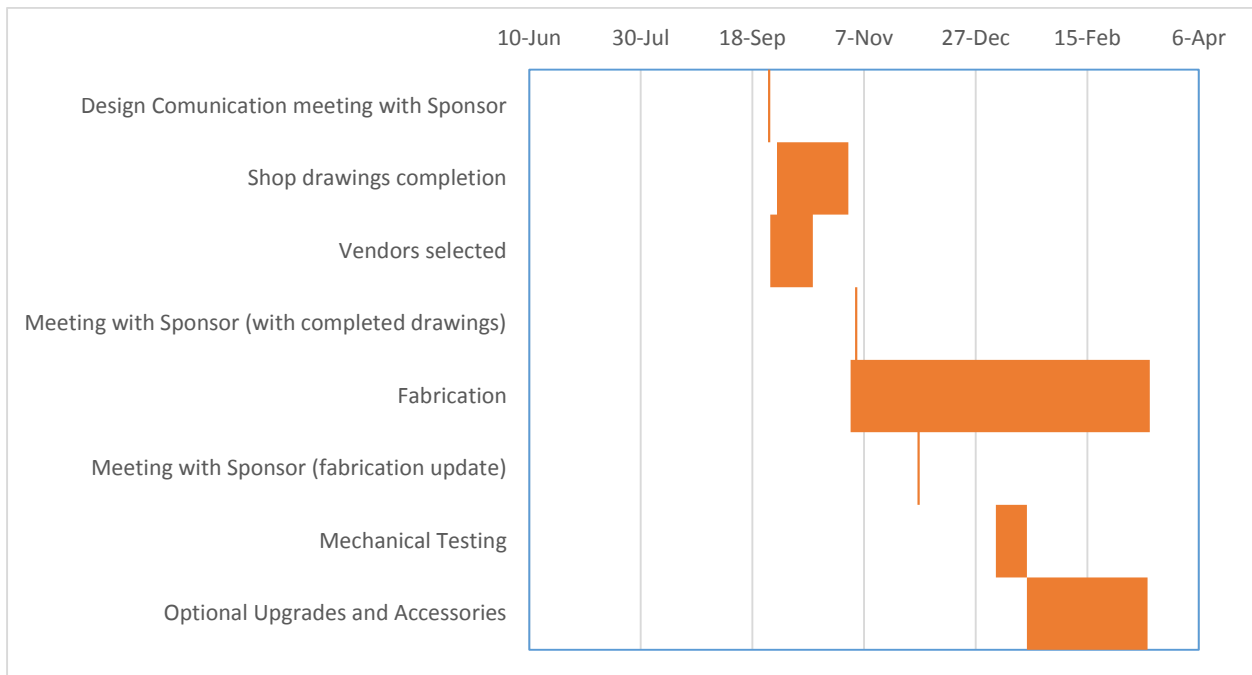 10-Jun 30-Jul 18-Sep 7-Nov 27-Dec 15-Feb 6-Apr
Design Comunication meeting with Sponsor
Shop drawings completion
Vendors selected
Meeting with Sponsor (with completed drawings)
Fabrication
Meeting with Sponsor (fabrication update)
Mechanical Testing
Optional Upgrades and Accessories